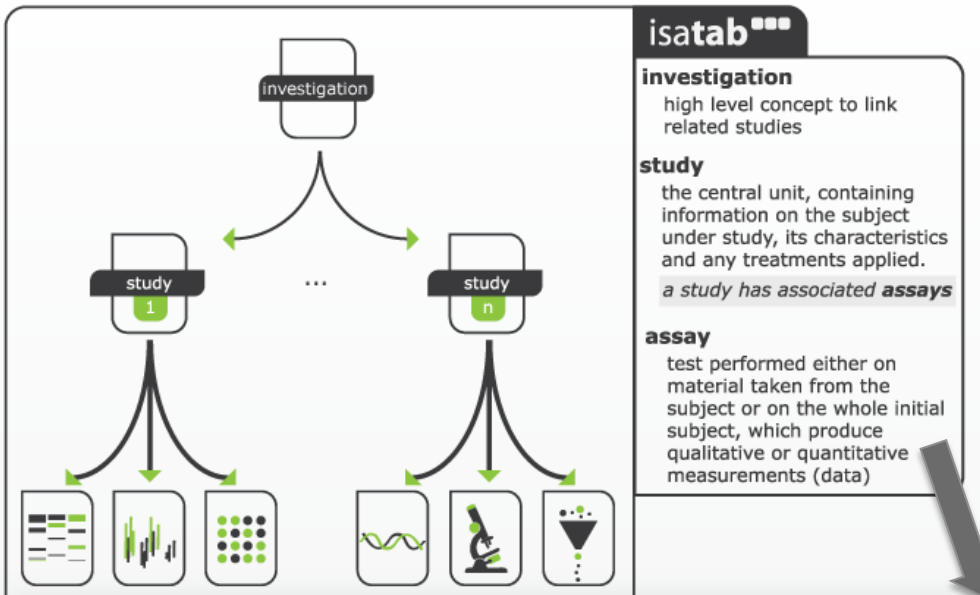 investigation
study
1
...
study
n
isatab
investigation
high level concept to link
related studies
study
the central unit, containing
information on the subject
under study, its characteristics
and any treatments applied.
a study has associated assays
assay
test performed either on
material taken from the
subject or on the whole initial
subject, which produce
qualitative or quantitative
measurements (data)